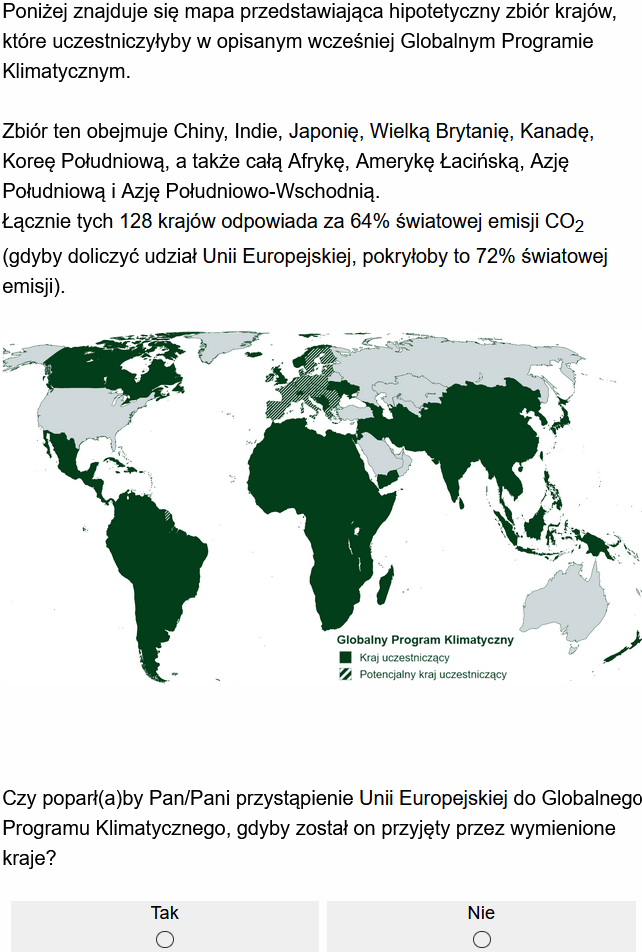 Poniżej znajduje się mapa przedstawiająca hipotetyczny zbiór krajów,
które uczestniczyłyby w opisanym wcześniej Globalnym Programie
Klimatycznym.
Zbiór ten obejmuje Chiny, Indie, Japonię, Wielką Brytanię, Kanadę,
Koreę Południową, a także całą Afrykę, Amerykę Łacińską, Azję
Południową i Azję Południowo-Wschodnią.
Łącznie tych 128 krajów odpowiada za 64% światowej emisji CO2
(gdyby doliczyć udział Unii Europejskiej, pokryłoby to 72% światowej
emisji).
Globalny Program Klimatyczny
Kraj uczestniczący
Potencjalny kraj uczestniczący
Czy poparł(a)by Pan/Pani przystąpienie Unii Europejskiej do Globalnego
Programu Klimatycznego, gdyby został on przyjęty przez wymienione
kraje?
Tak
Nie